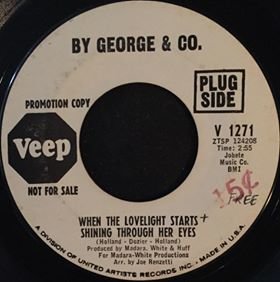 BY GEORGE & CO.
PLUG
SIDE
PROMOTION COPY
Veep
NOT FOR SALE
V 1271
ZTSP 124208
Time: 2:55
Jobete
Music Co.
BMI
15¢
FREE
WHEN THE LOVELIGHT STARTS
SHINING THROUGH HER EYES
(Holland - Dozier - Holland)
Produced by Madara, White & Huff
For Madara-White Productions
Arr. by Joe Renzetti
A DIVISION OF UNITED ARTISTS RECORDS INC. • MADE IN U.S.A.